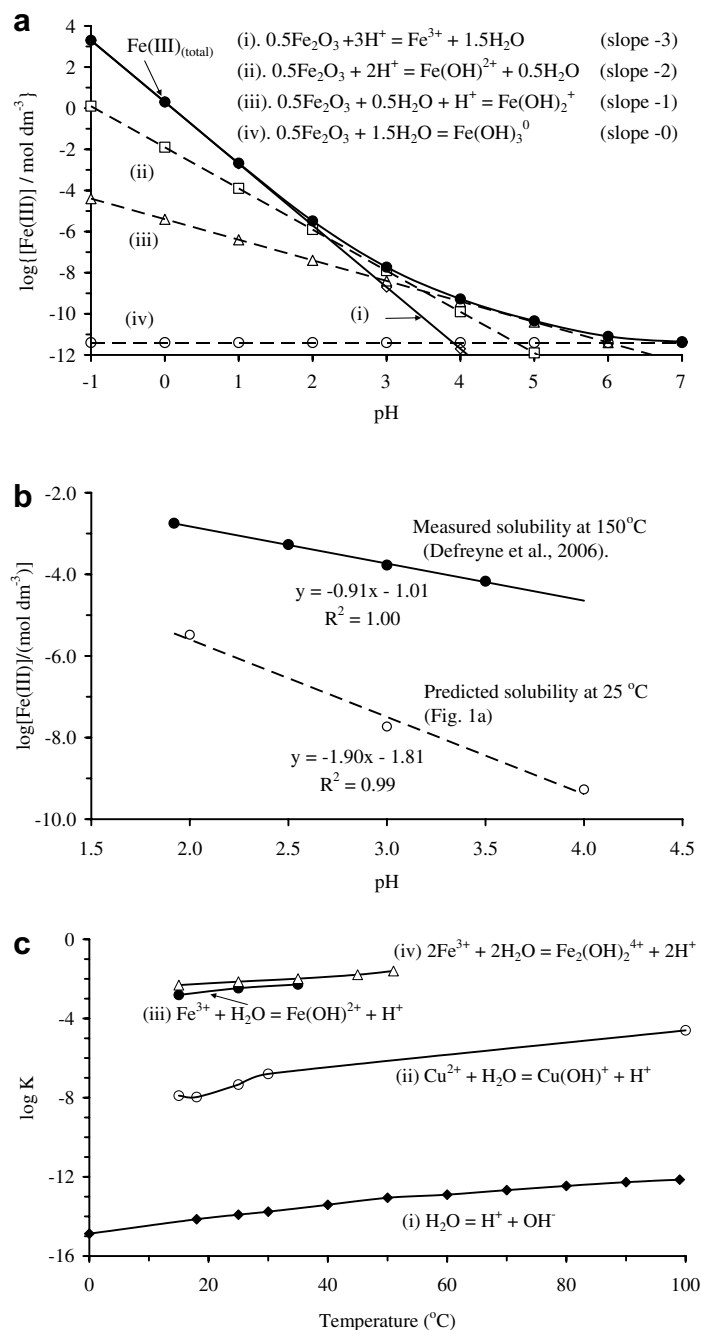 a
4
2
0
-2
-4
-6
-8
-10
-12
log{[Fe(III)] / mol dm⁻³}
Fe(III)(total)
(i). 0.5Fe₂O₃ +3H⁺ = Fe³⁺ + 1.5H₂O (slope -3)
(ii). 0.5Fe₂O₃ + 2H⁺ = Fe(OH)²⁺ + 0.5H₂O (slope -2)
(iii). 0.5Fe₂O₃ + 0.5H₂O + H⁺ = Fe(OH)₂⁺ (slope -1)
(iv). 0.5Fe₂O₃ + 1.5H₂O = Fe(OH)₃⁰ (slope -0)
(ii)
(iii)
(iv)
(i)
-1 0 1 2 3 4 5 6 7
pH
b
-2.0
-4.0
-6.0
-8.0
-10.0
log[Fe(III)]/(mol dm⁻³)]
Measured solubility at 150°C
(Defreyne et al., 2006).
y = -0.91x - 1.01
R² = 1.00
Predicted solubility at 25 °C
(Fig. 1a)
y = -1.90x - 1.81
R² = 0.99
1.5 2.0 2.5 3.0 3.5 4.0 4.5
pH
c
0
-4
-8
-12
-16
log K
(iv) 2Fe³⁺ + 2H₂O = Fe₂(OH)₂⁴⁺ + 2H⁺
(iii) Fe³⁺ + H₂O = Fe(OH)²⁺ + H⁺
(ii) Cu²⁺ + H₂O = Cu(OH)⁺ + H⁺
(i) H₂O = H⁺ + OH⁻
0 20 40 60 80 100
Temperature (°C)